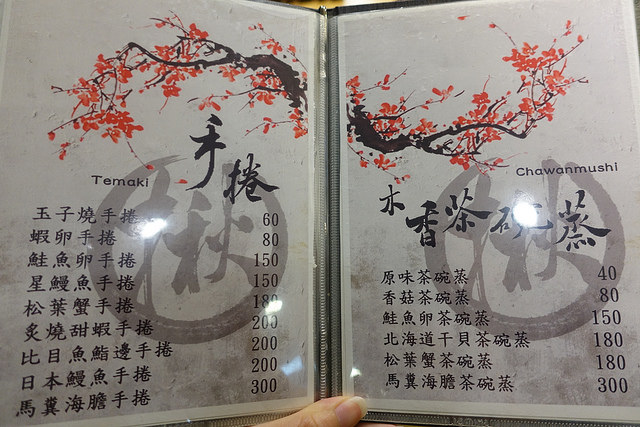 手捲
Temaki
玉子燒手捲 60
蝦卵手捲 80
鮭魚卵手捲 150
星鰻魚手捲 150
松葉蟹手捲 180
炙燒甜蝦手捲 200
比目魚鮨邊手捲 200
日本鰻魚手捲 200
馬糞海膽手捲 300
Chawanmushi
木香茶碗蒸
原味茶碗蒸 40
香菇茶碗蒸 80
鮭魚卵茶碗蒸 150
北海道干貝茶碗蒸 180
松葉蟹茶碗蒸 180
馬糞海膽茶碗蒸 300